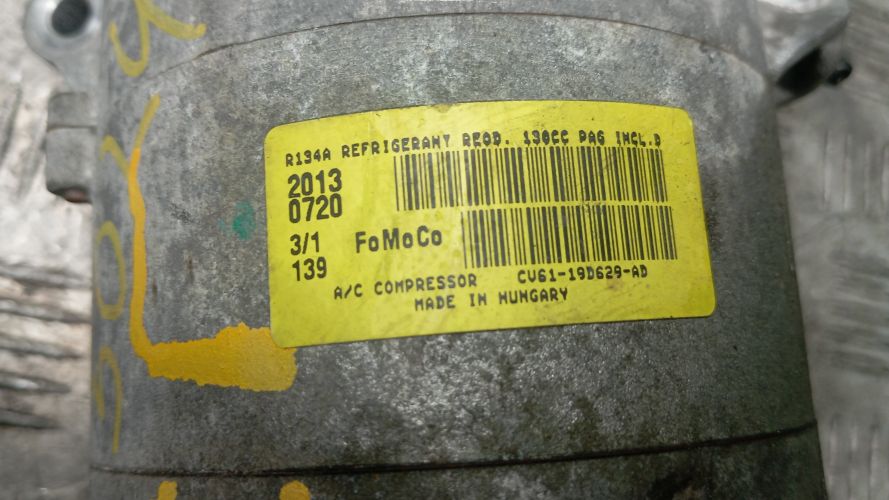 R134A REFRIGERANT REQD. 130CC PAG INCL.D
2013
0720
3/1 FoMoCo
139
A/C COMPRESSOR CV61-19D629-AD
MADE IN HUNGARY